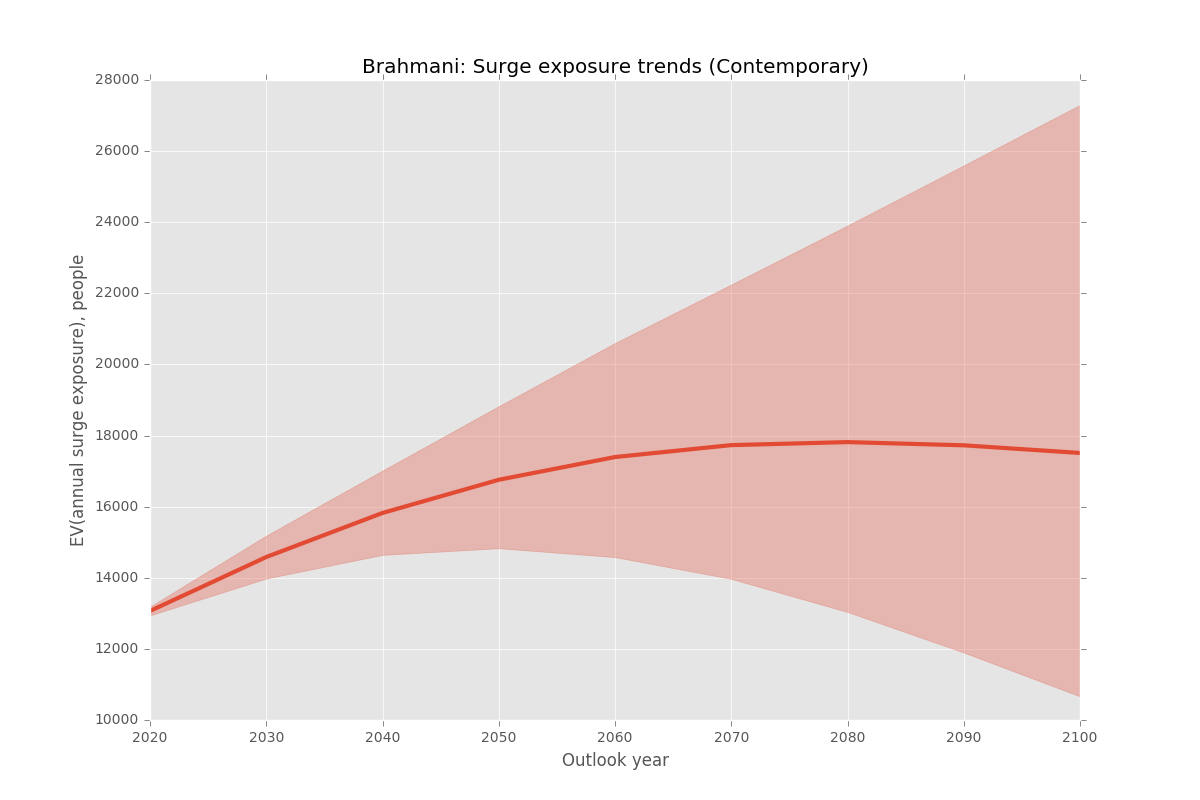 Brahmani: Surge exposure trends (Contemporary)
28000
26000
24000
22000
20000
18000
16000
14000
12000
10000
EV(annual surge exposure), people
2020 2030 2040 2050 2060 2070 2080 2090 2100
Outlook year